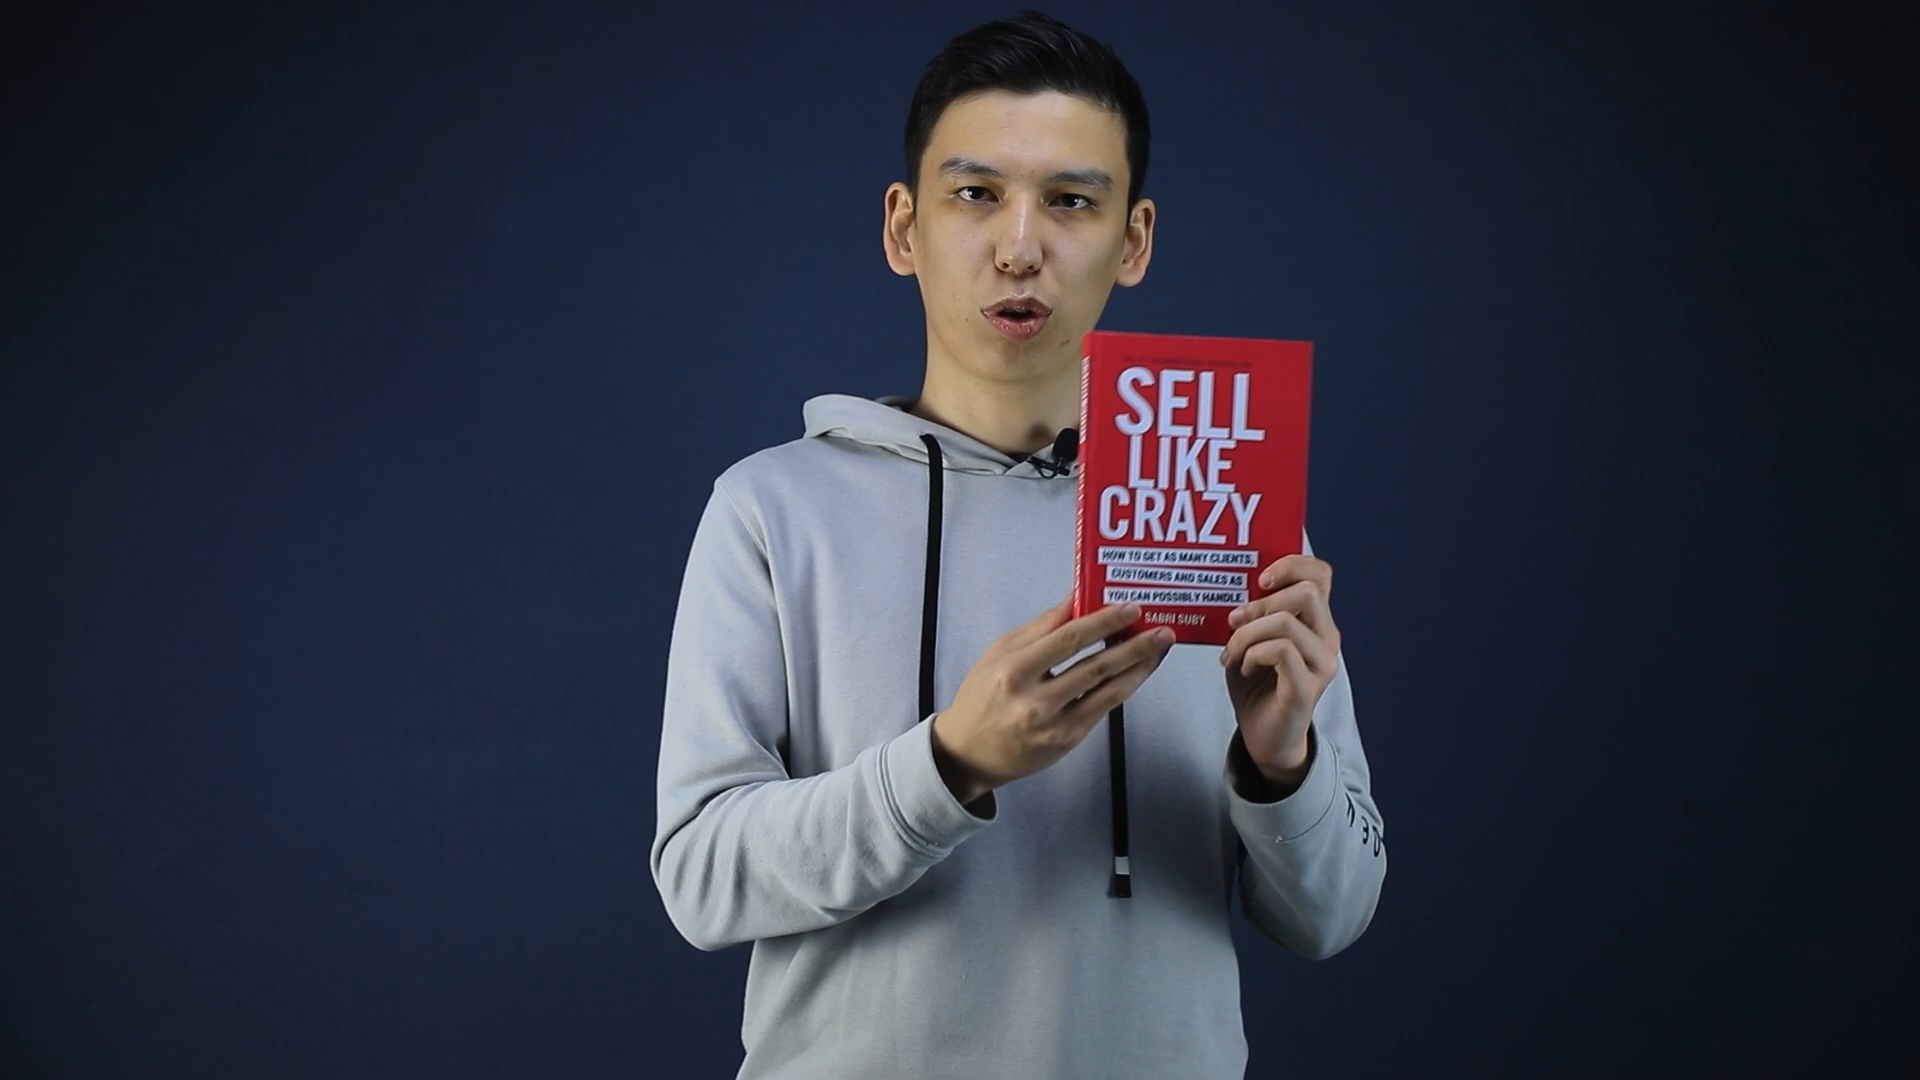 SELL
LIKE
CRAZY
HOW TO GET AS MANY CLIENTS,
CUSTOMERS AND SALES AS
YOU CAN POSSIBLY HANDLE.
SABRI SUBY